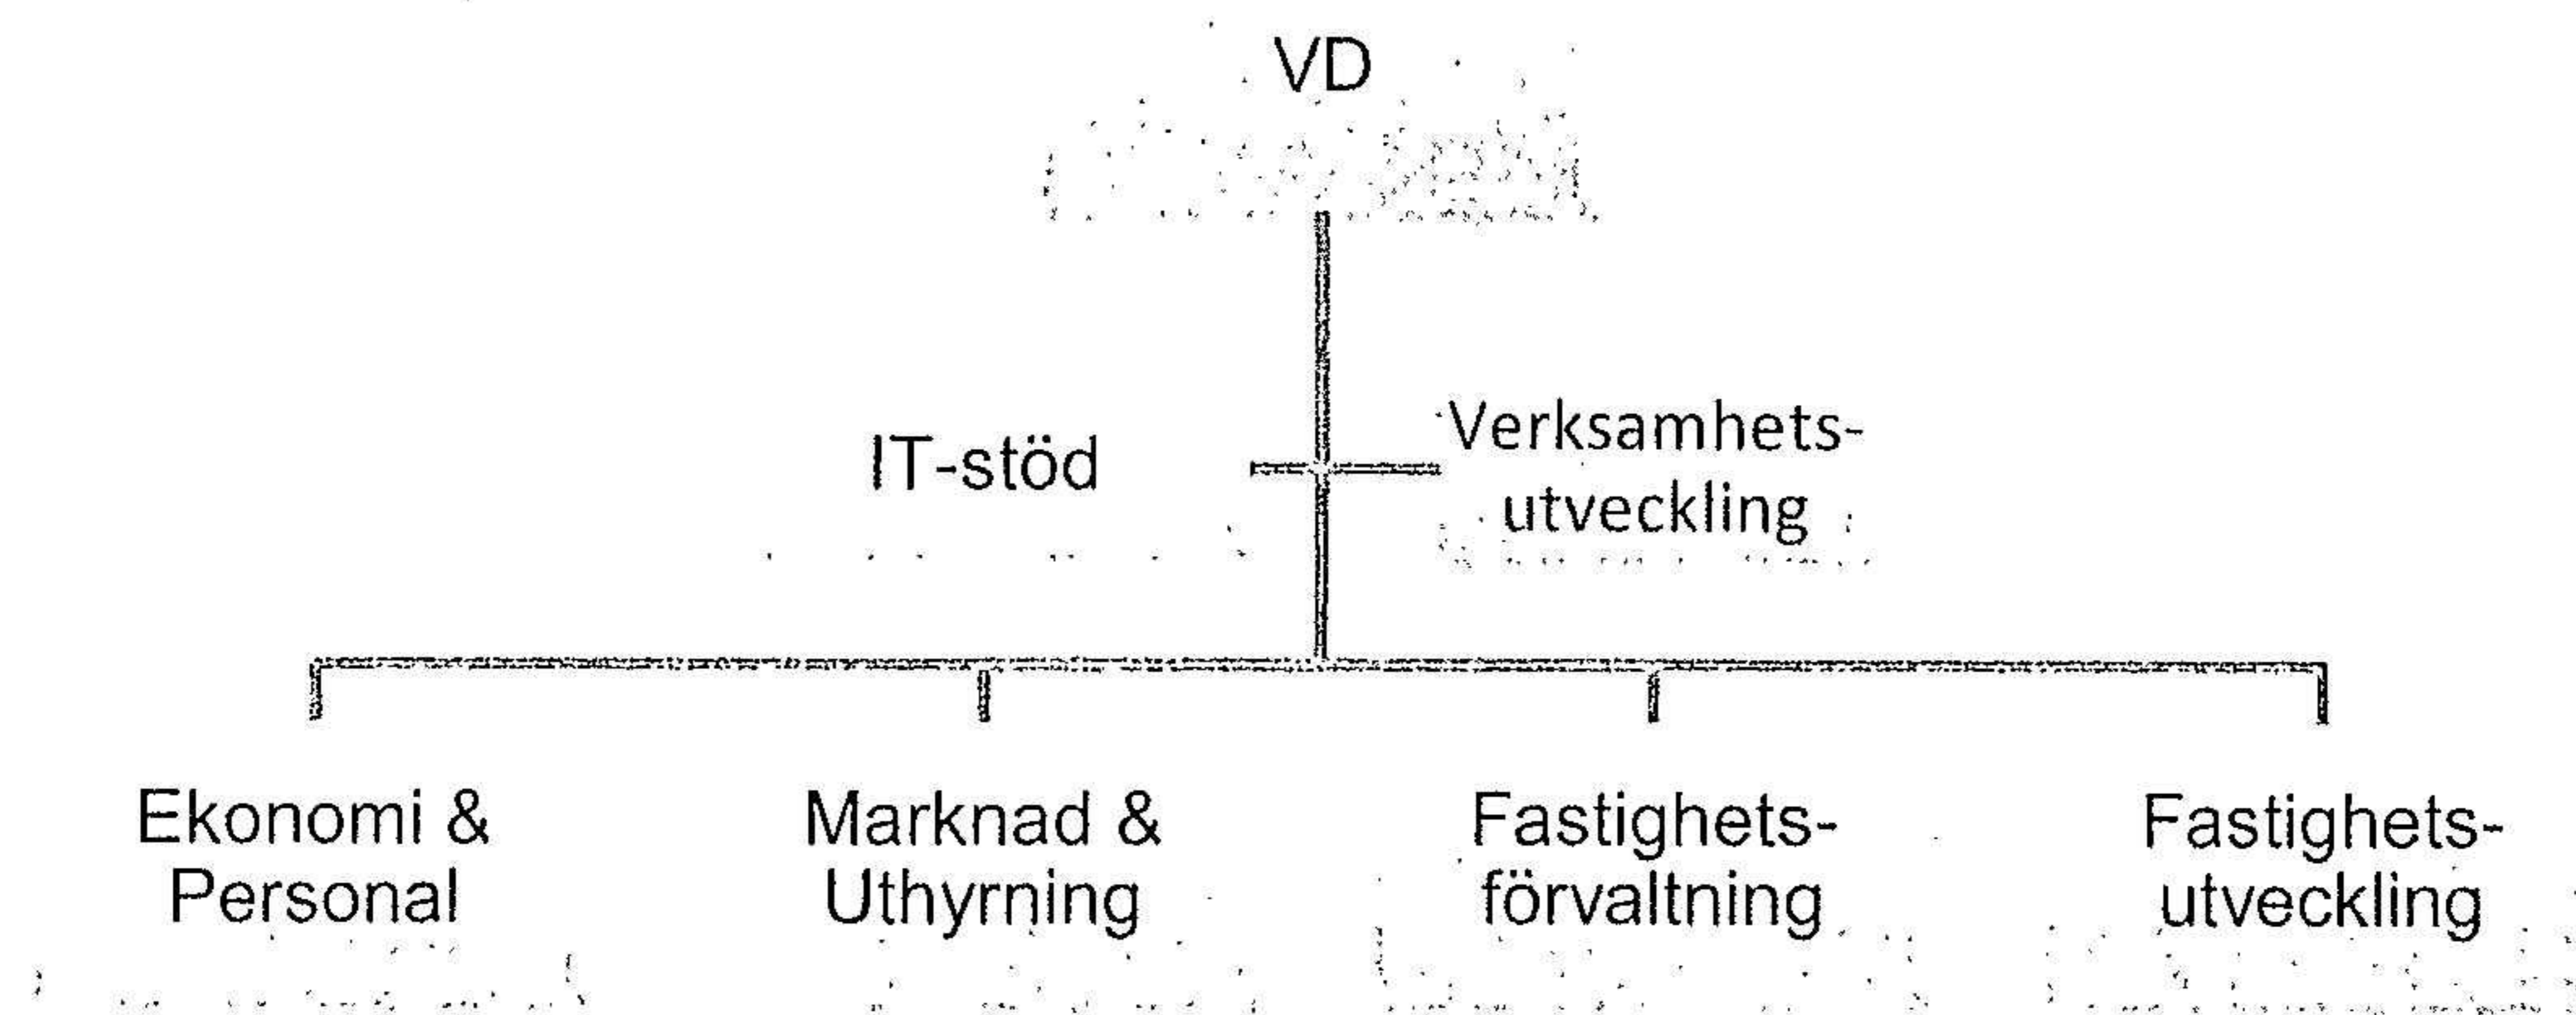 VD
IT-stöd
Verksamhets-
utveckling
Ekonomi &
Personal
Marknad &
Uthyrning
Fastighets-
förvaltning
Fastighets-
utveckling